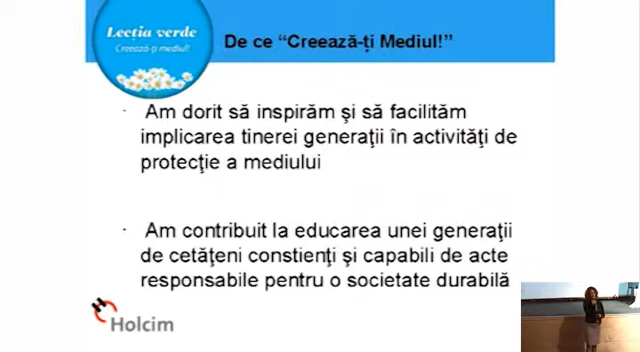 Lecția verde
Creează-ți mediul!
De ce “Creează-ți Mediul!”
· Am dorit să inspirăm şi să facilităm
implicarea tinerei generaţii în activităţi de
protecţie a mediului
· Am contribuit la educarea unei generaţii
de cetăţeni constienţi şi capabili de acte
responsabile pentru o societate durabilă
Holcim